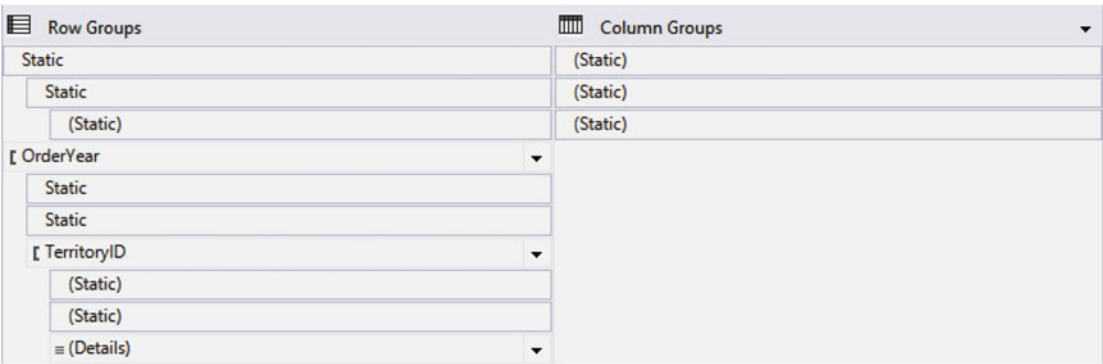 Row Groups
Column Groups
Static
(Static)
Static
(Static)
(Static)
(Static)
OrderYear
Static
Static
TerritoryID
(Static)
(Static)
(Details)